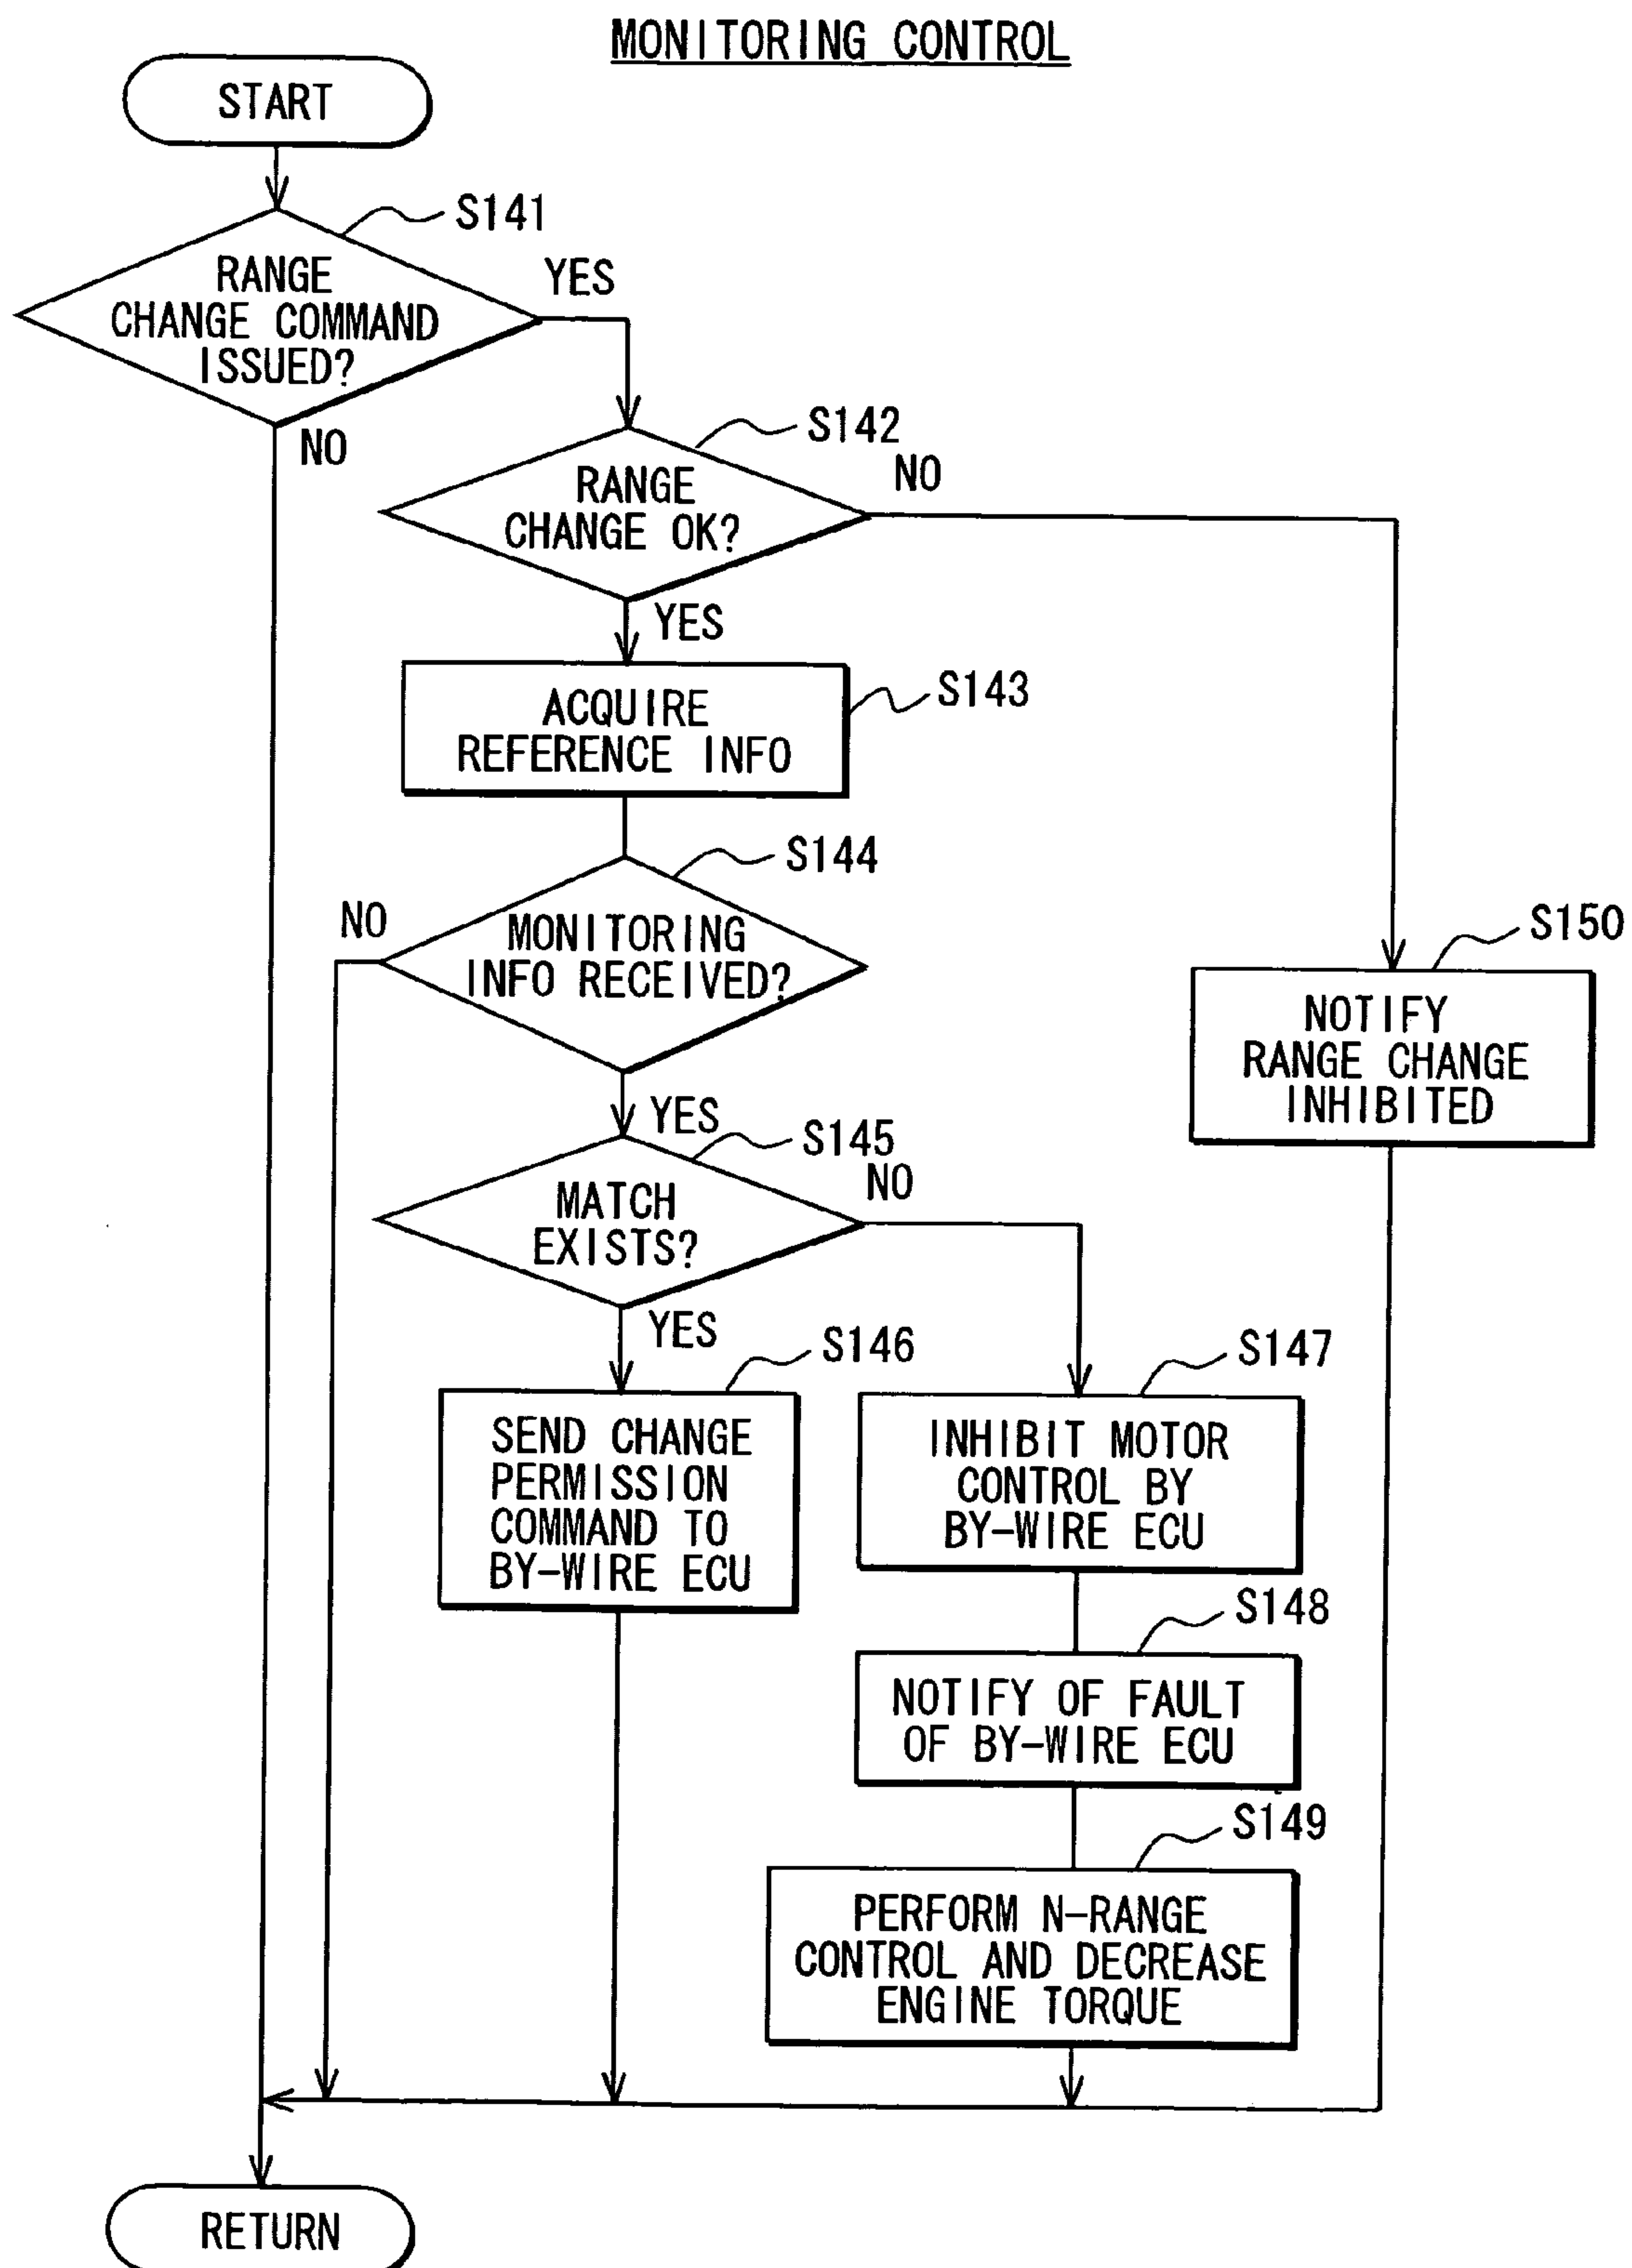 MONITORING CONTROL
START
S141
RANGE
CHANGE COMMAND
ISSUED?
YES
NO
S142
RANGE
CHANGE OK?
NO
YES
ACQUIRE
REFERENCE INFO
S143
S144
NO
MONITORING
INFO RECEIVED?
S150
NOTIFY
RANGE CHANGE
INHIBITED
YES
S145
NO
MATCH
EXISTS?
YES
S146
SEND CHANGE
PERMISSION
COMMAND TO
BY-WIRE ECU
S147
INHIBIT MOTOR
CONTROL BY
BY-WIRE ECU
S148
NOTIFY OF FAULT
OF BY-WIRE ECU
S149
PERFORM N-RANGE
CONTROL AND DECREASE
ENGINE TORQUE
RETURN